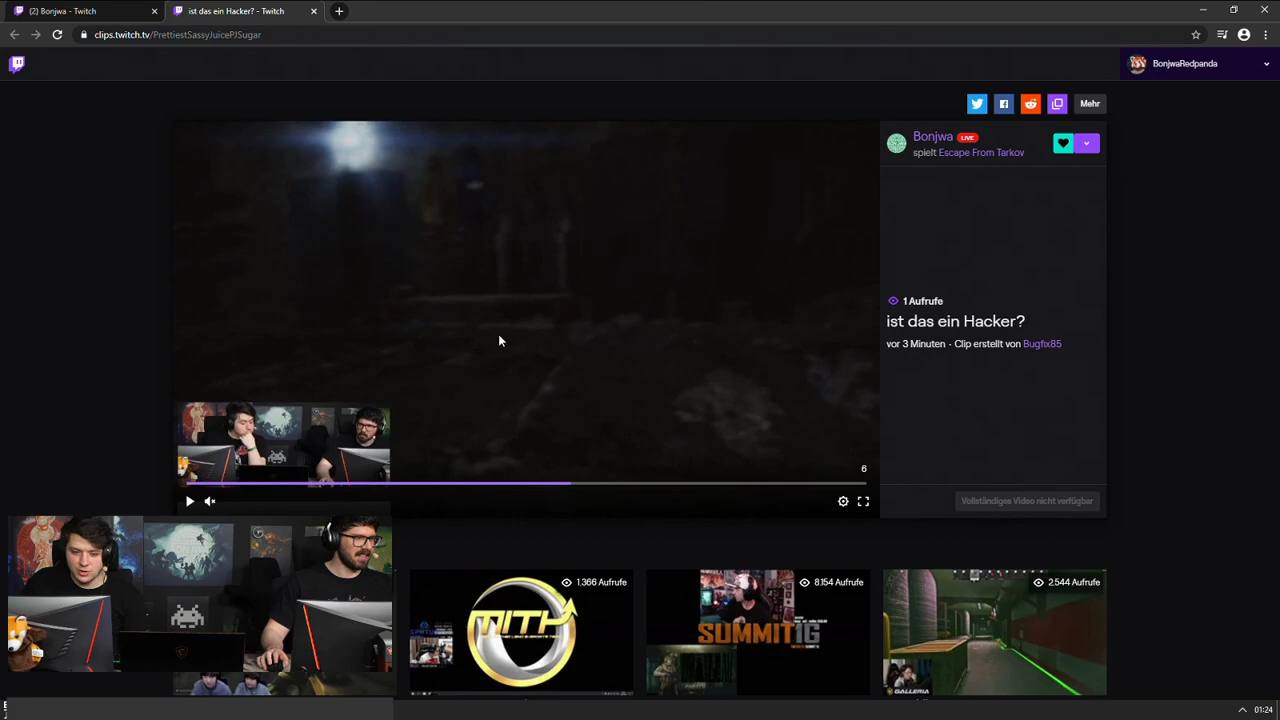 (2) Bonjwa - Twitch
ist das ein Hacker? - Twitch
clips.twitch.tv/PrettiestSassyJuicePJSugar
BonjwaRedpanda
Mehr
Bonjwa LIVE
spielt Escape From Tarkov
1 Aufrufe
ist das ein Hacker?
vor 3 Minuten · Clip erstellt von Bugfix85
6
Vollständiges Video nicht verfügbar
1.366 Aufrufe
8.154 Aufrufe
2.544 Aufrufe
MITH
SUMMIT1G
GALLERIA
01:24